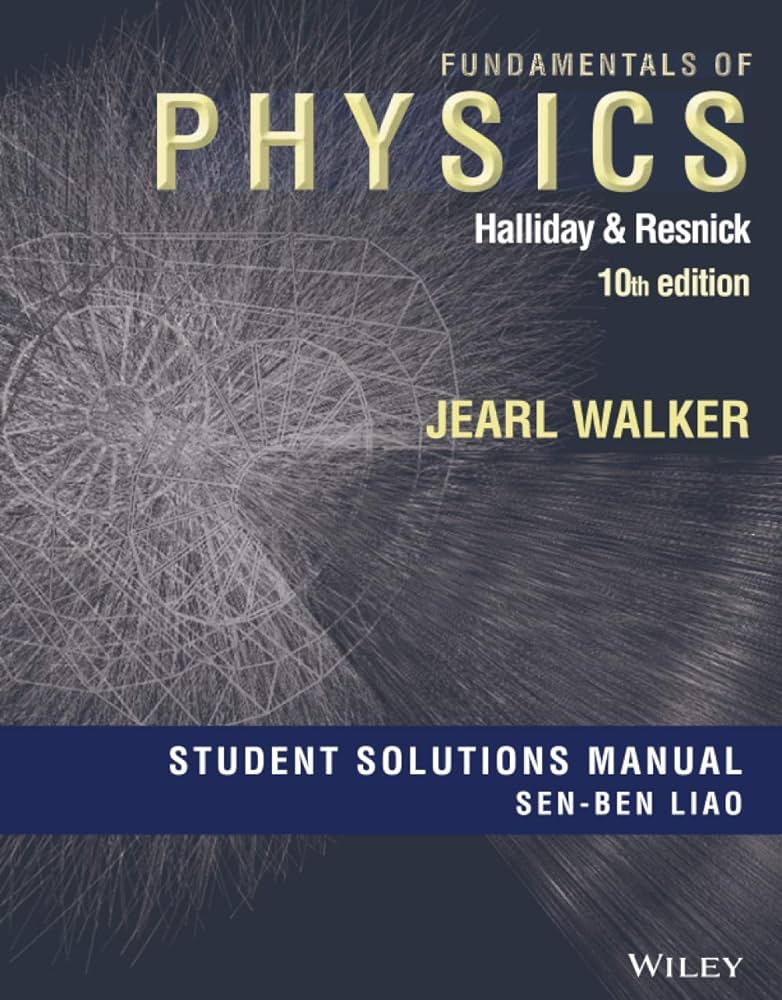 FUNDAMENTALS OF
PHYSICS
Halliday & Resnick
10th edition
JEARL WALKER
STUDENT SOLUTIONS MANUAL
SEN-BEN LIAO
WILEY